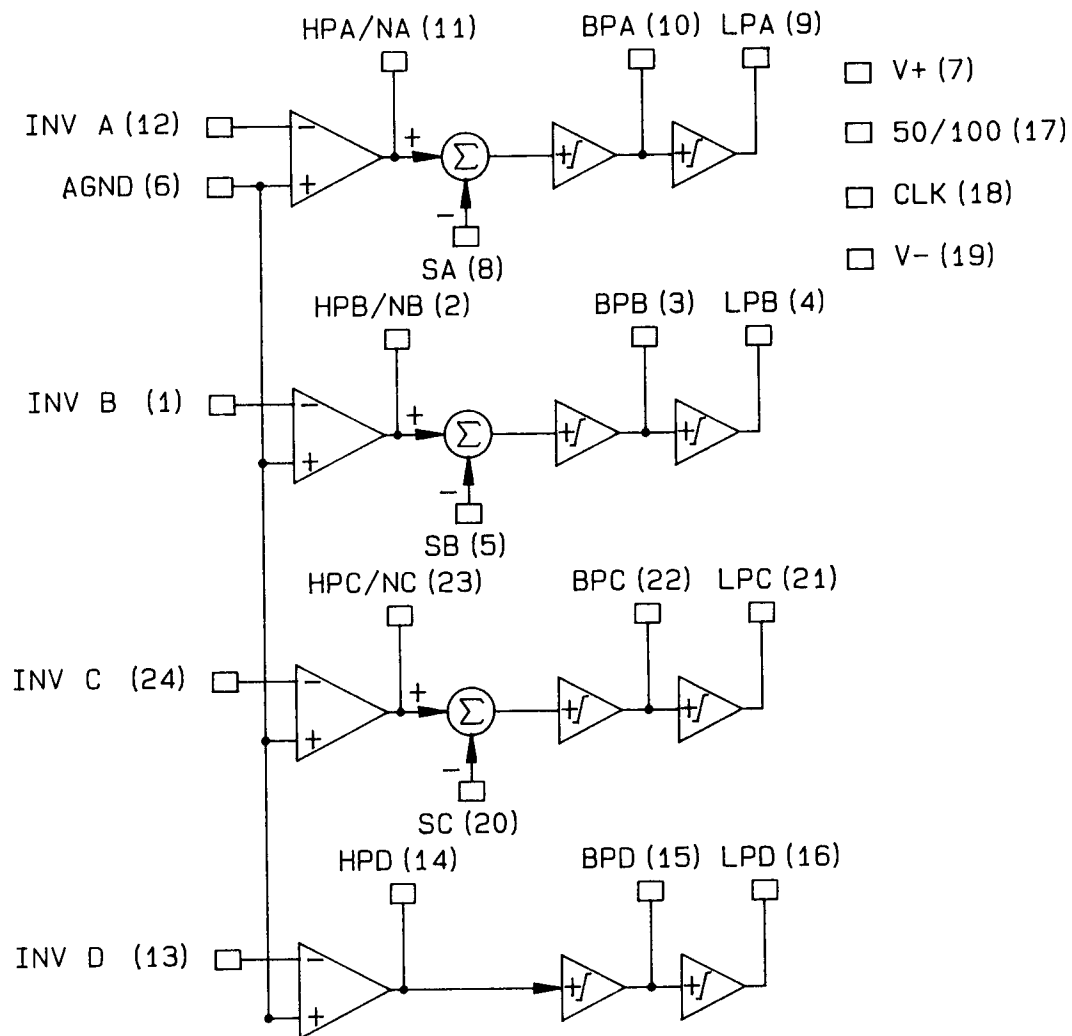 HPA/NA (11)
BPA (10)
LPA (9)
V+ (7)
INV A (12)
−
+
Σ
+∫
+∫
50/100 (17)
AGND (6)
+
−
CLK (18)
SA (8)
V- (19)
HPB/NB (2)
BPB (3)
LPB (4)
INV B (1)
−
+
Σ
+∫
+∫
+
−
SB (5)
HPC/NC (23)
BPC (22)
LPC (21)
INV C (24)
−
+
Σ
+∫
+∫
+
−
SC (20)
HPD (14)
BPD (15)
LPD (16)
INV D (13)
−
+∫
+∫
+